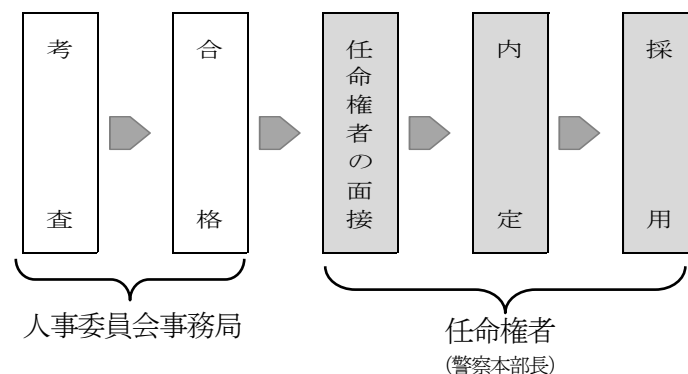 考査
合格
任命権者の面接
内定
採用
人事委員会事務局
任命権者
(警察本部長)